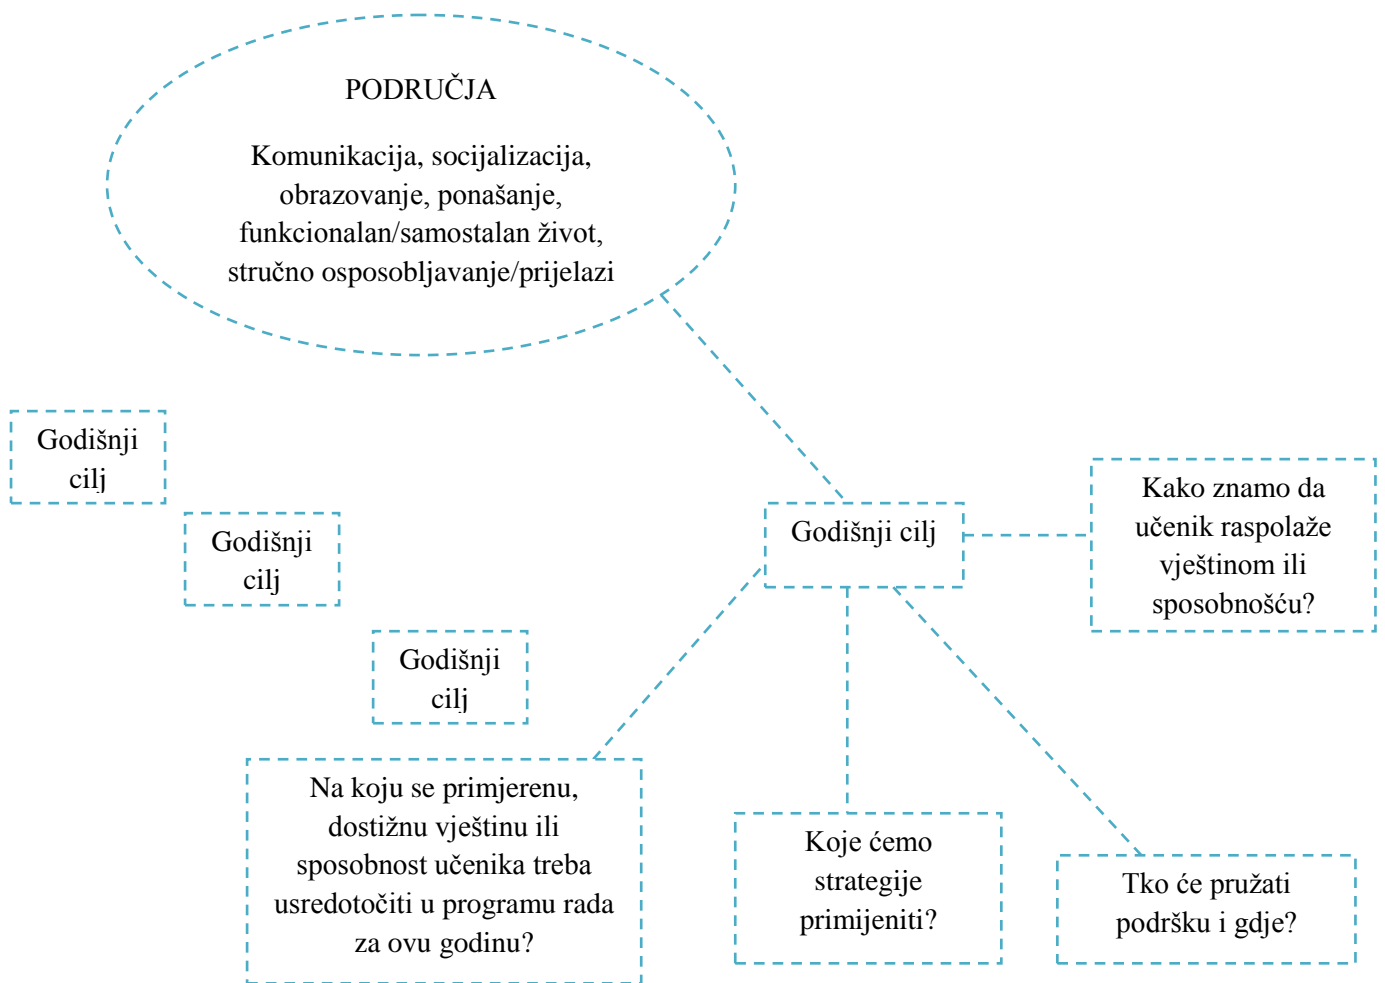 PODRUČJA
Komunikacija, socijalizacija,
obrazovanje, ponašanje,
funkcionalan/samostalan život,
stručno osposobljavanje/prijelazi
Godišnji
cilj
Godišnji
cilj
Godišnji
cilj
Godišnji cilj
Kako znamo da
učenik raspolaže
vještinom ili
sposobnošću?
Na koju se primjerenu,
dostižnu vještinu ili
sposobnost učenika treba
usredotočiti u programu rada
za ovu godinu?
Koje ćemo
strategije
primijeniti?
Tko će pružati
podršku i gdje?